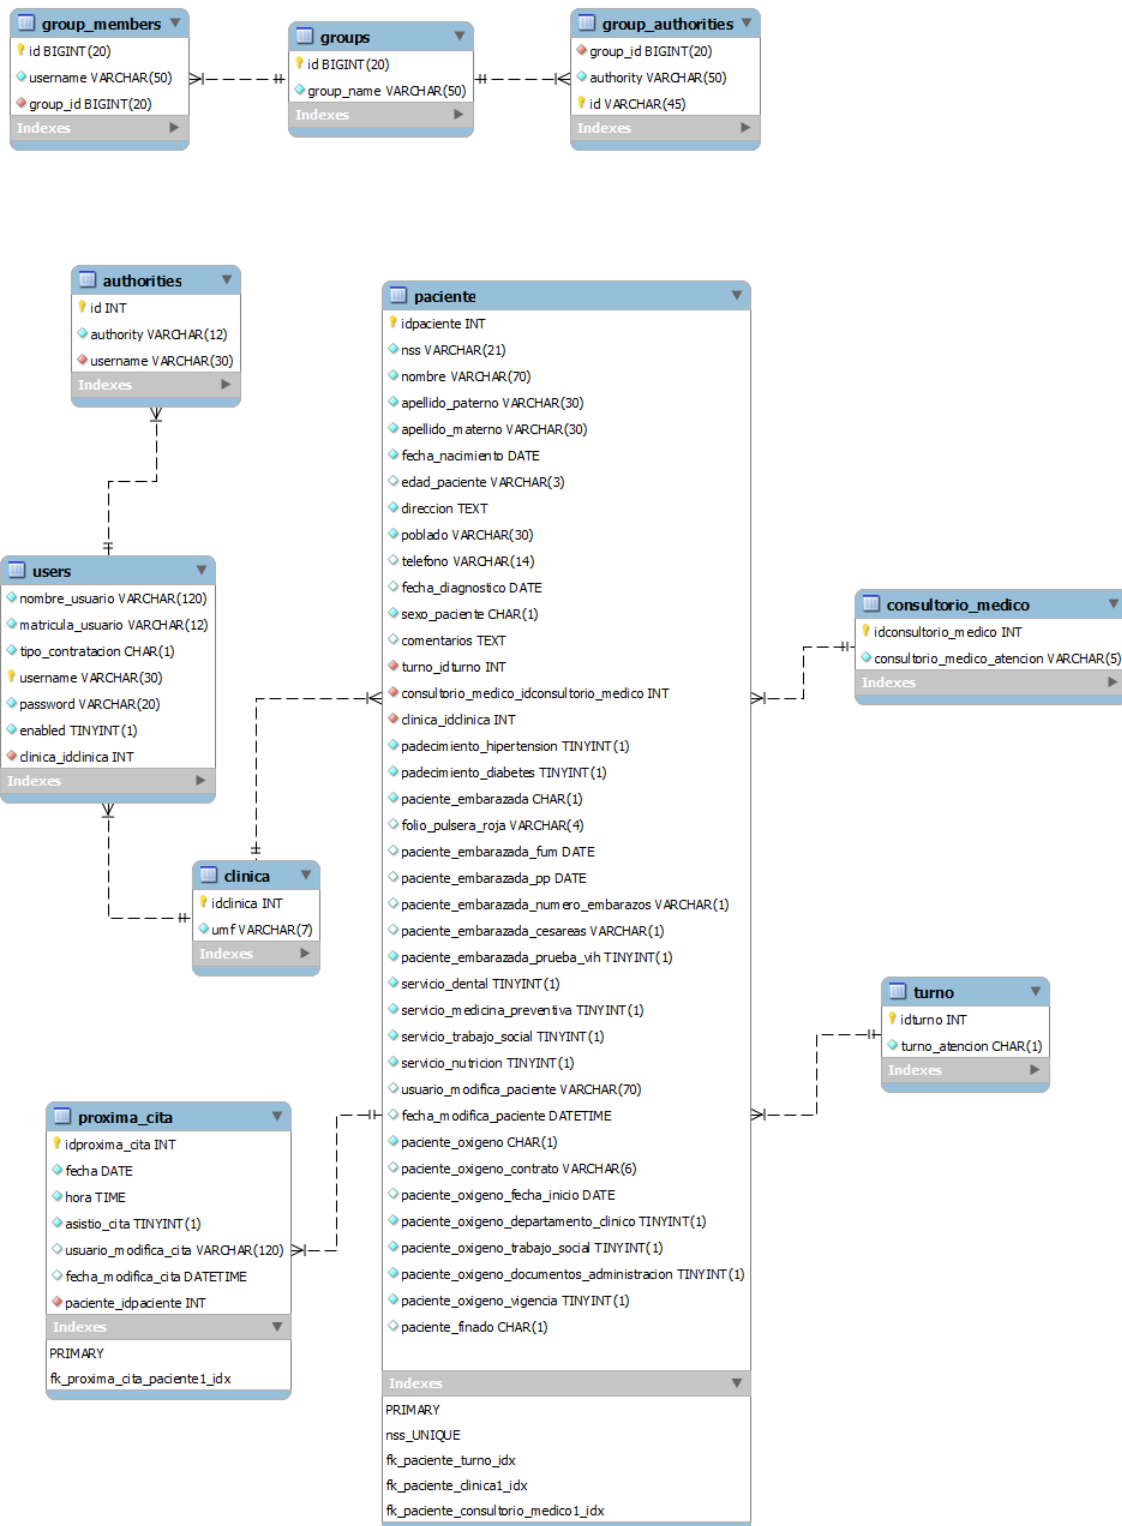 group_members
id BIGINT(20)
username VARCHAR(50)
group_id BIGINT(20)
Indexes
groups
id BIGINT(20)
group_name VARCHAR(50)
Indexes
group_authorities
group_id BIGINT(20)
authority VARCHAR(50)
id VARCHAR(45)
Indexes
authorities
id INT
authority VARCHAR(12)
username VARCHAR(30)
Indexes
users
nombre_usuario VARCHAR(120)
matricula_usuario VARCHAR(12)
tipo_contratacion CHAR(1)
username VARCHAR(30)
password VARCHAR(20)
enabled TINYINT(1)
clinica_idclinica INT
Indexes
clinica
idclinica INT
umf VARCHAR(7)
Indexes
proxima_cita
idproxima_cita INT
fecha DATE
hora TIME
asistio_cita TINYINT(1)
usuario_modifica_cita VARCHAR(120)
fecha_modifica_cita DATETIME
paciente_idpaciente INT
Indexes
PRIMARY
fk_proxima_cita_paciente1_idx
paciente
idpaciente INT
nss VARCHAR(21)
nombre VARCHAR(70)
apellido_paterno VARCHAR(30)
apellido_materno VARCHAR(30)
fecha_nacimiento DATE
edad_paciente VARCHAR(3)
direccion TEXT
poblado VARCHAR(30)
telefono VARCHAR(14)
fecha_diagnostico DATE
sexo_paciente CHAR(1)
comentarios TEXT
turno_idturno INT
consultorio_medico_idconsultorio_medico INT
clinica_idclinica INT
padecimiento_hipertension TINYINT(1)
padecimiento_diabetes TINYINT(1)
paciente_embarazada CHAR(1)
folio_pulsera_roja VARCHAR(4)
paciente_embarazada_fum DATE
paciente_embarazada_pp DATE
paciente_embarazada_numero_embarazos VARCHAR(1)
paciente_embarazada_cesareas VARCHAR(1)
paciente_embarazada_prueba_vih TINYINT(1)
servicio_dental TINYINT(1)
servicio_medicina_preventiva TINYINT(1)
servicio_trabajo_social TINYINT(1)
servicio_nutricion TINYINT(1)
usuario_modifica_paciente VARCHAR(70)
fecha_modifica_paciente DATETIME
paciente_oxigeno CHAR(1)
paciente_oxigeno_contrato VARCHAR(6)
paciente_oxigeno_fecha_inicio DATE
paciente_oxigeno_departamento_clinico TINYINT(1)
paciente_oxigeno_trabajo_social TINYINT(1)
paciente_oxigeno_documentos_administracion TINYINT(1)
paciente_oxigeno_vigencia TINYINT(1)
paciente_finado CHAR(1)
Indexes
PRIMARY
nss_UNIQUE
fk_paciente_turno_idx
fk_paciente_clinica1_idx
fk_paciente_consultorio_medico1_idx
consultorio_medico
idconsultorio_medico INT
consultorio_medico_atencion VARCHAR(5)
Indexes
turno
idturno INT
turno_atencion CHAR(1)
Indexes